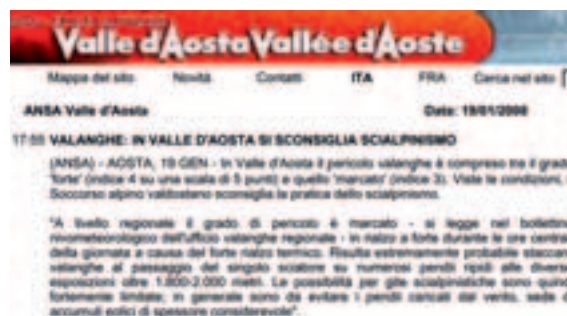 Valle d'Aosta Vallée d'Aoste
Mappa del sito Novità Contatti ITA FRA Cerca nel sito
ANSA Valle d'Aosta Data: 19/01/2008
17:55 VALANGHE: IN VALLE D'AOSTA SI SCONSIGLIA SCIALPINISMO
(ANSA) - AOSTA, 19 GEN - In Valle d'Aosta il pericolo valanghe è compreso tra il grado
'forte' (indice 4 su una scala di 5 punti) e quello 'marcato' (indice 3). Viste le condizioni,
Soccorso alpino valdostano sconsiglia la pratica dello scialpinismo.
"A livello regionale il grado di pericolo è marcato - si legge nel bollettino
nivometeorologico dell'ufficio valanghe regionale - in rialzo a forte durante le ore central
della giornata a causa del forte rialzo termico. Risulta estremamente probabile staccan
valanghe al passaggio del singolo sciatore su numerosi pendii ripidi alle diverse
esposizioni oltre 1.800-2.000 metri. Le possibilità per gite scialpinistiche sono quind
fortemente limitate; in generale sono da evitare i pendii caricati dal vento, sede d
accumuli eolici di spessore considerevole".